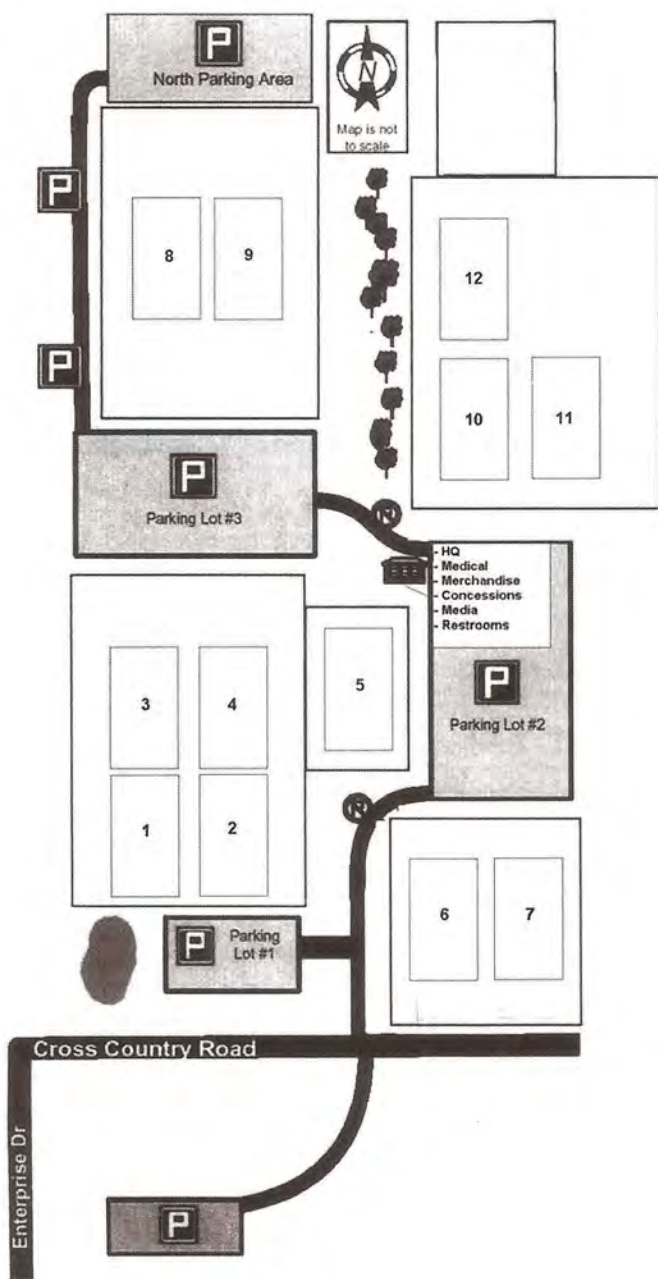 P
North Parking Area
N
Map is not
to scale
P
8
9
12
P
10
11
P
Parking Lot #3
- HQ
- Medical
- Merchandise
- Concessions
- Media
- Restrooms
3
4
5
P
Parking Lot #2
1
2
6
7
P
Parking
Lot #1
Cross Country Road
Enterprise Dr
P